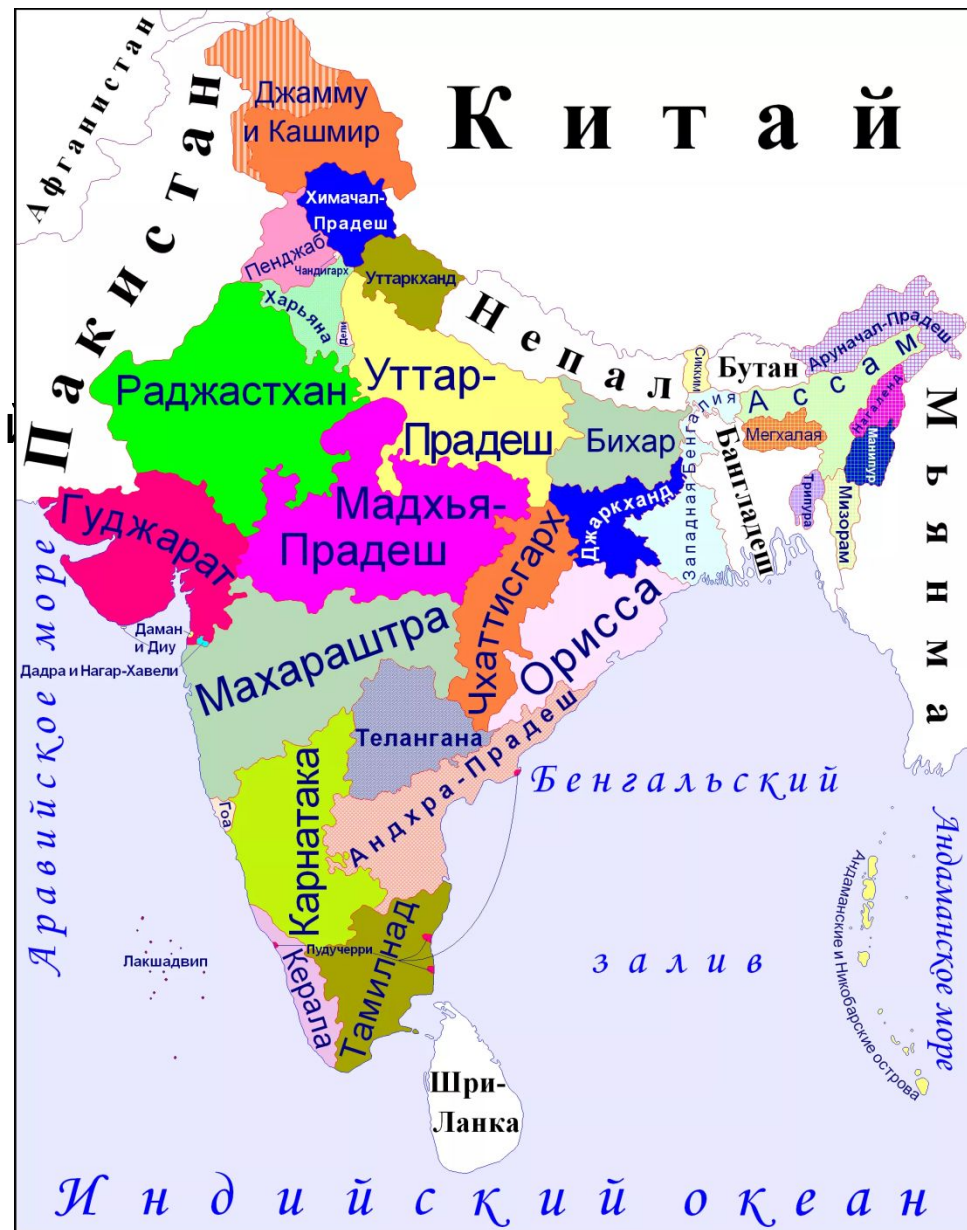 Афганистан
Пакистан
Китай
Джамму
и Кашмир
Химачал-
Прадеш
Пенджаб
Чандигарх
Уттаркханд
Харьяна
Дели
Непал
Раджастхан
Уттар-
Прадеш
Сикким
Бутан
Аруначал-Прадеш
Ассам
Нагаленд
Мегхалая
Манипур
Бихар
Западная Бенгалия
Бангладеш
Трипура
Мизорам
Мьянма
Гуджарат
Мадхья-
Прадеш
Джаркханд
Чхаттисгарх
Орисса
Даман
и Диу
Дадра и Нагар-Хавели
Махараштра
Телангана
Андхра-Прадеш
Гоа
Карнатака
Аравийское море
Бенгальский
залив
Андаманское море
Андаманские и Никобарские острова
Лакшадвип
Пудучерри
Керала
Тамилнад
Шри-
Ланка
Индийский океан